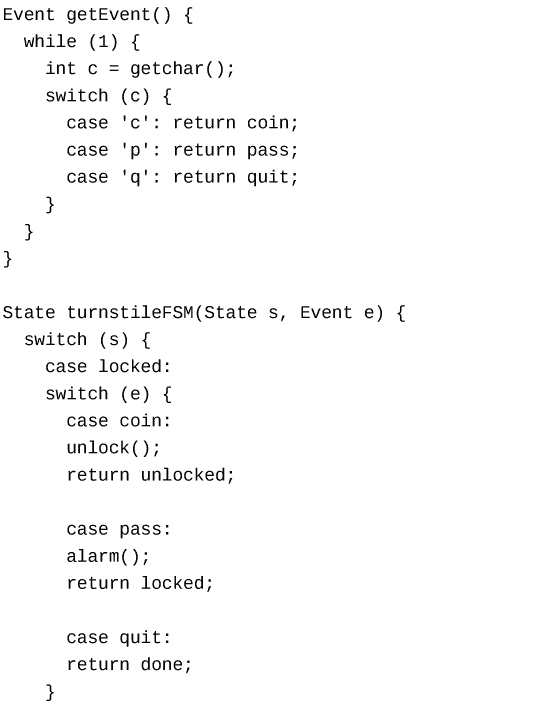 Event getEvent() {
  while (1) {
    int c = getchar();
    switch (c) {
      case 'c': return coin;
      case 'p': return pass;
      case 'q': return quit;
    }
  }
}

State turnstileFSM(State s, Event e) {
  switch (s) {
    case locked:
    switch (e) {
      case coin:
      unlock();
      return unlocked;

      case pass:
      alarm();
      return locked;

      case quit:
      return done;
    }